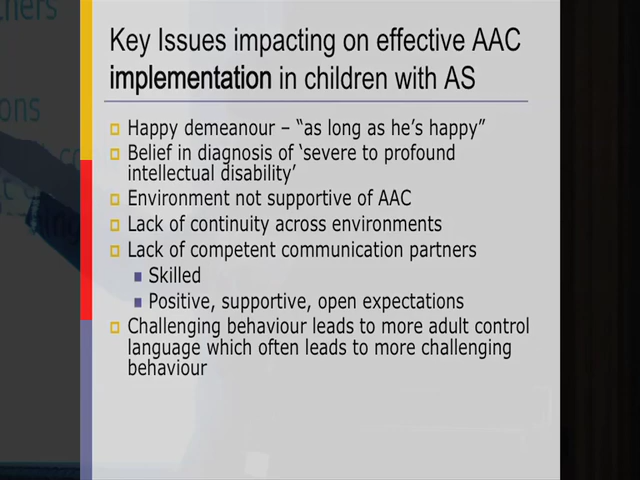 thers
ons
Key Issues impacting on effective AAC
implementation in children with AS
Happy demeanour – “as long as he’s happy”
Belief in diagnosis of ‘severe to profound
intellectual disability’
Environment not supportive of AAC
Lack of continuity across environments
Lack of competent communication partners
Skilled
Positive, supportive, open expectations
Challenging behaviour leads to more adult control
language which often leads to more challenging
behaviour